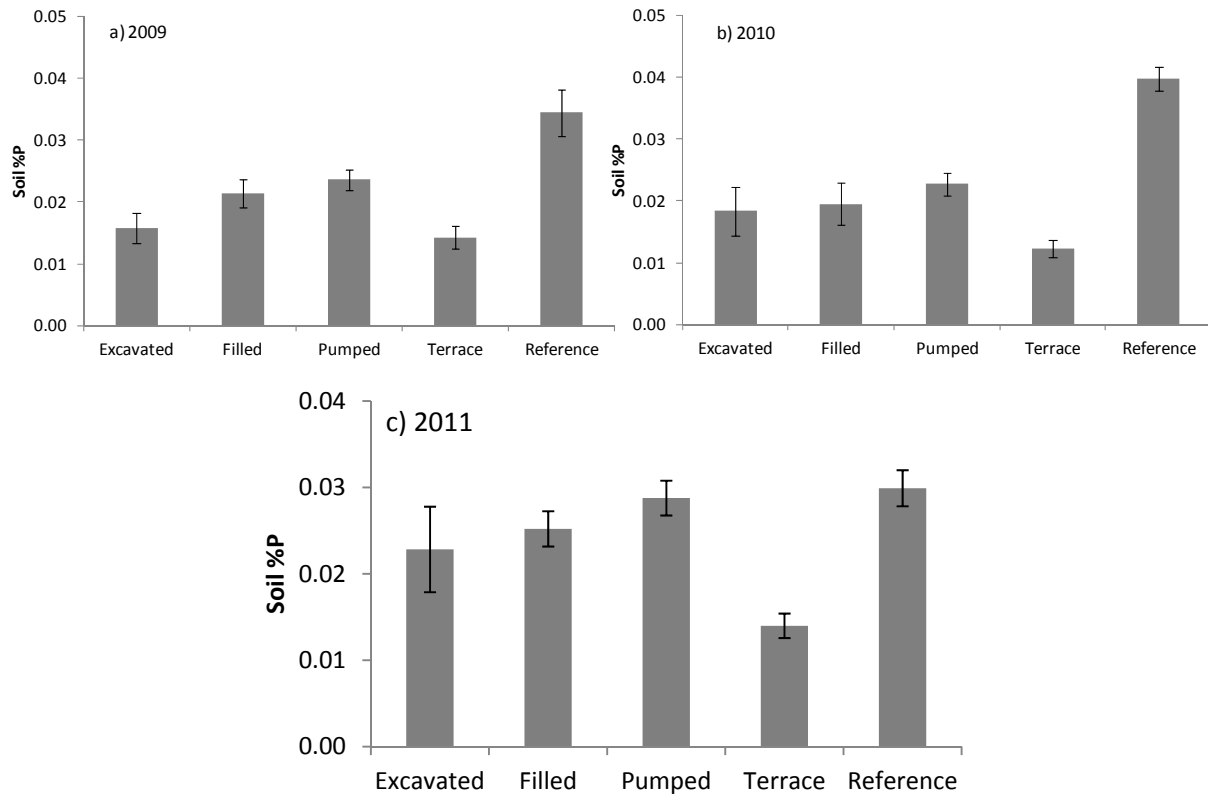 a) 2009
Soil %P
0.05
0.04
0.03
0.02
0.01
0.00
Excavated Filled Pumped Terrace Reference
b) 2010
Soil %P
0.05
0.04
0.03
0.02
0.01
0.00
Excavated Filled Pumped Terrace Reference
c) 2011
Soil %P
0.04
0.03
0.02
0.01
0.00
Excavated Filled Pumped Terrace Reference